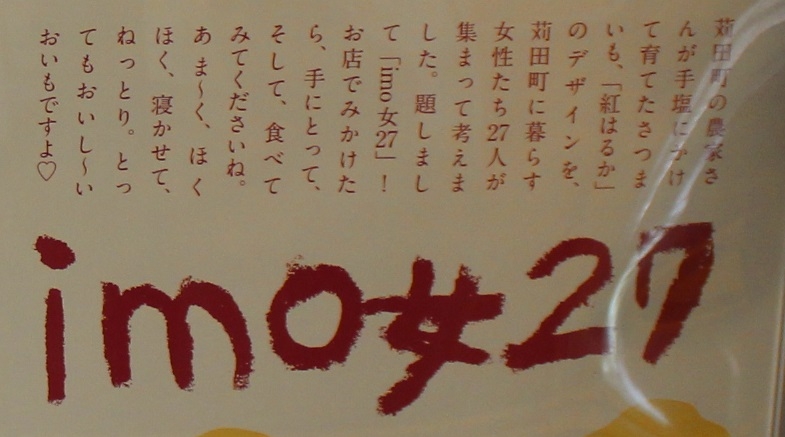 苅田町の農家さ
んが手塩にかけ
て育てたさつま
いも、「紅はるか」
のデザインを、
苅田町に暮らす
女性たち27人が
集まって考えま
した。題しまし
て「imo女27」！
お店でみかけた
ら、手にとって、
そして、食べて
みてくださいね。
あま〜く、ほく
ほく、寝かせて、
ねっとり。とっ
てもおいし〜い
おいもですよ♡
imo女27